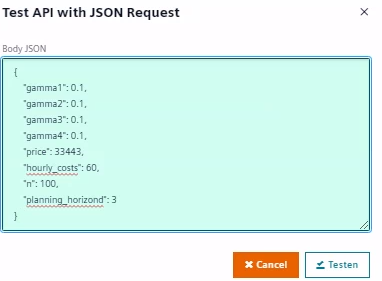 Test API with JSON Request
Body JSON
{
"gamma1": 0.1,
"gamma2": 0.1,
"gamma3": 0.1,
"gamma4": 0.1,
"price": 33443,
"hourly_costs": 60,
"n": 100,
"planning_horizond": 3
}
Cancel Testen